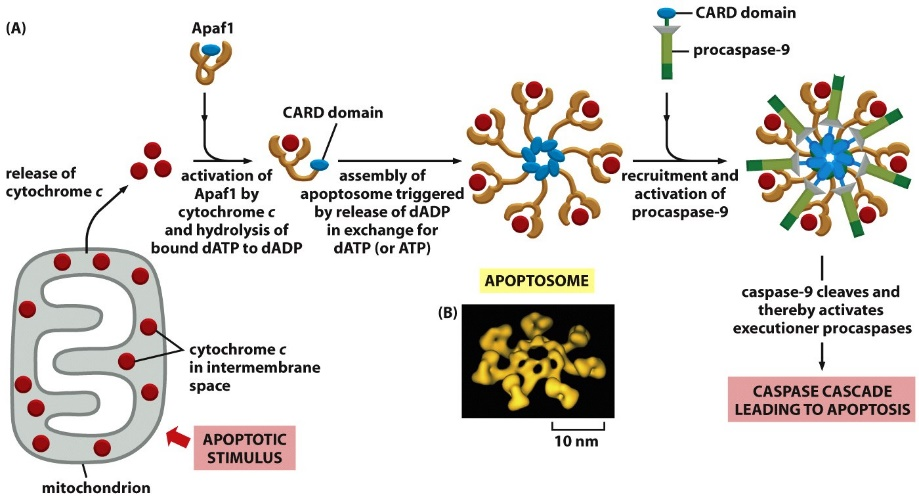 (A)
Apaf1
CARD domain
procaspase-9
CARD domain
release of
cytochrome c
activation of
Apaf1 by
cytochrome c
and hydrolysis of
bound dATP to dADP
assembly of
apoptosome triggered
by release of dADP
in exchange for
dATP (or ATP)
recruitment and
activation of
procaspase-9
APOPTOSOME
(B)
10 nm
caspase-9 cleaves and
thereby activates
executioner procaspases
CASPASE CASCADE
LEADING TO APOPTOSIS
cytochrome c
in intermembrane
space
APOPTOTIC
STIMULUS
mitochondrion